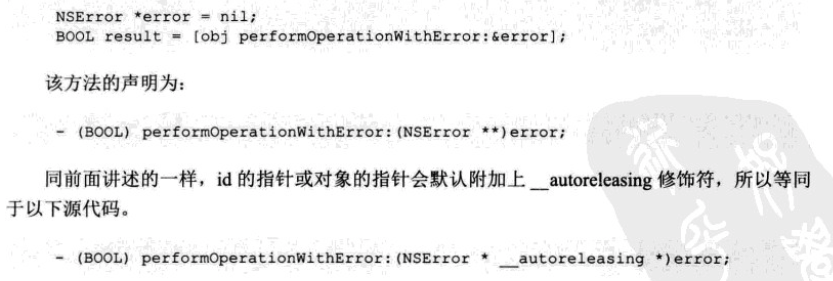 NSError *error = nil;
BOOL result = [obj performOperationWithError:&error];
该方法的声明为：
- (BOOL) performOperationWithError:(NSError **)error;
同前面讲述的一样，id 的指针或对象的指针会默认附加上 __autoreleasing 修饰符，所以等同
于以下源代码。
- (BOOL) performOperationWithError:(NSError * __autoreleasing *)error;